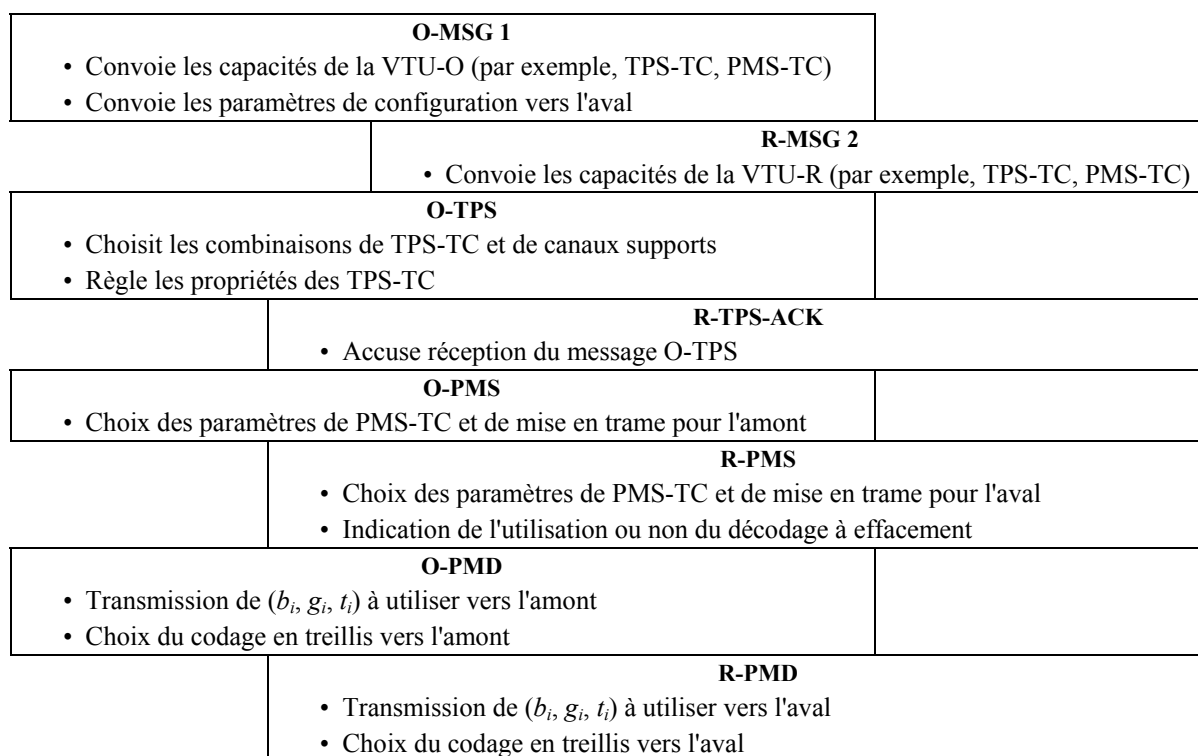 O-MSG 1
• Convoie les capacités de la VTU-O (par exemple, TPS-TC, PMS-TC)
• Convoie les paramètres de configuration vers l'aval
R-MSG 2
• Convoie les capacités de la VTU-R (par exemple, TPS-TC, PMS-TC)
O-TPS
• Choisit les combinaisons de TPS-TC et de canaux supports
• Règle les propriétés des TPS-TC
R-TPS-ACK
• Accuse réception du message O-TPS
O-PMS
• Choix des paramètres de PMS-TC et de mise en trame pour l'amont
R-PMS
• Choix des paramètres de PMS-TC et de mise en trame pour l'aval
• Indication de l'utilisation ou non du décodage à effacement
O-PMD
• Transmission de (bi, gi, ti) à utiliser vers l'amont
• Choix du codage en treillis vers l'amont
R-PMD
• Transmission de (bi, gi, ti) à utiliser vers l'aval
• Choix du codage en treillis vers l'aval